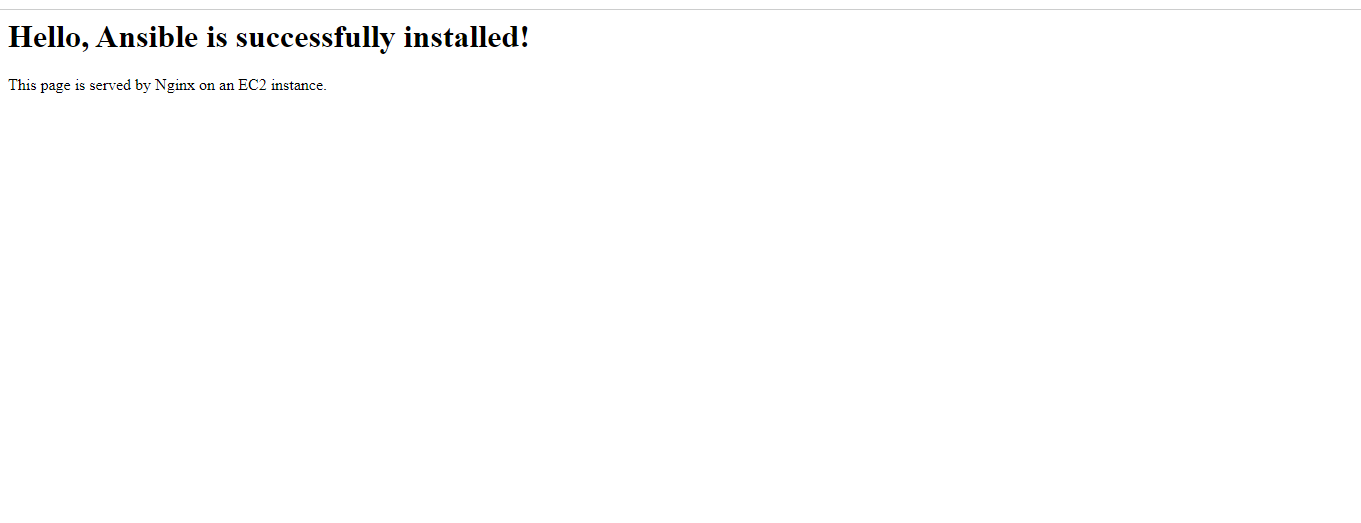 Hello, Ansible is successfully installed!
This page is served by Nginx on an EC2 instance.